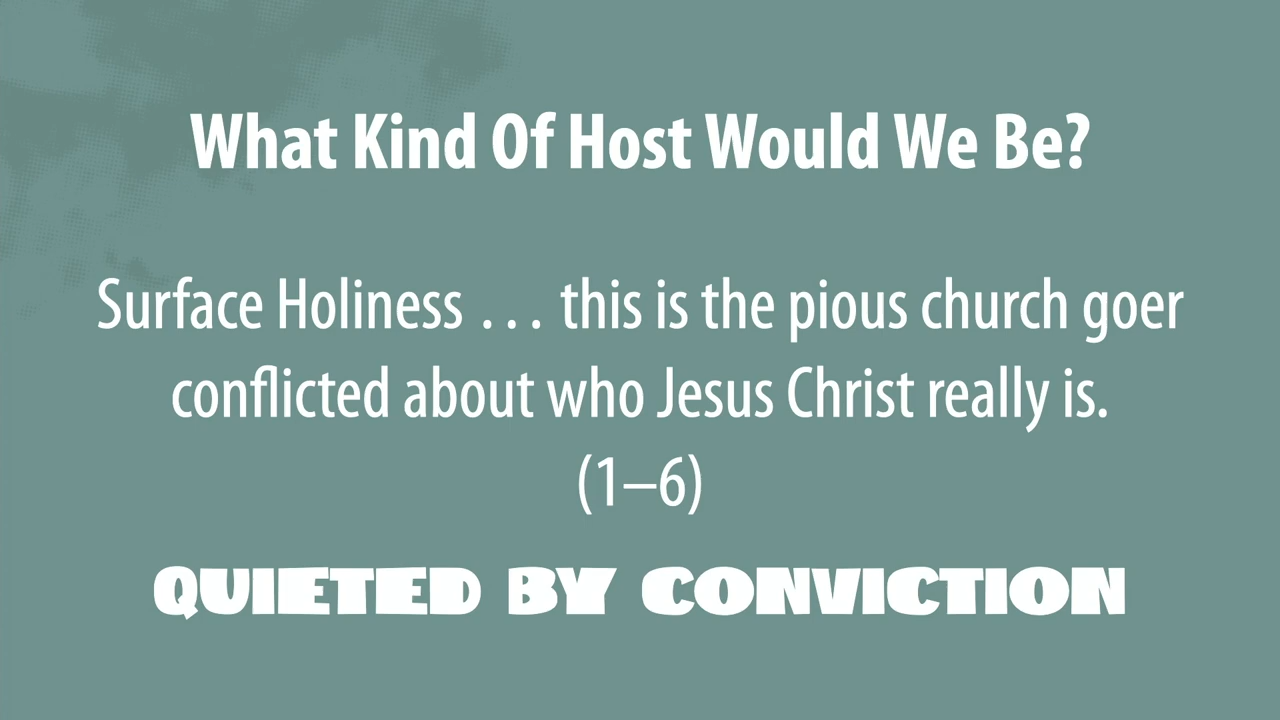 What Kind Of Host Would We Be?
Surface Holiness . . . this is the pious church goer
conflicted about who Jesus Christ really is.
(1–6)
QUIETED BY CONVICTION